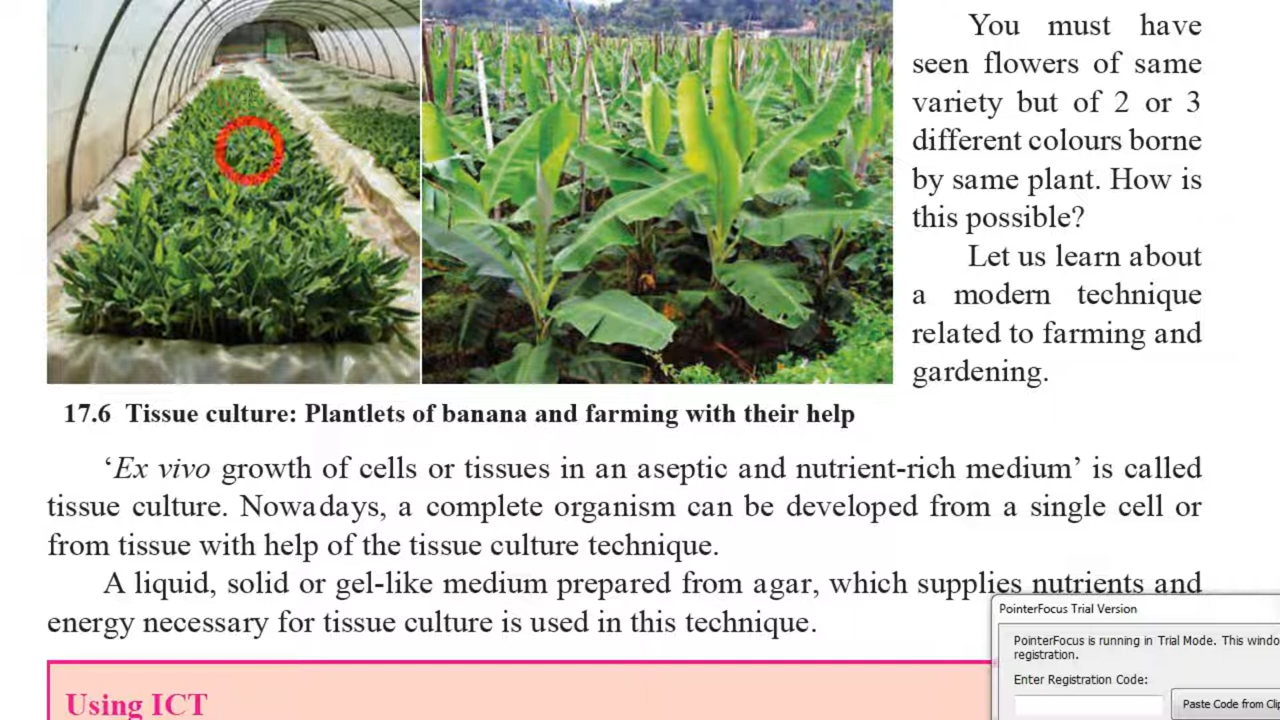 You must have
seen flowers of same
variety but of 2 or 3
different colours borne
by same plant. How is
this possible?
Let us learn about
a modern technique
related to farming and
gardening.
17.6 Tissue culture: Plantlets of banana and farming with their help
‘Ex vivo growth of cells or tissues in an aseptic and nutrient-rich medium’ is called
tissue culture. Nowadays, a complete organism can be developed from a single cell or
from tissue with help of the tissue culture technique.
A liquid, solid or gel-like medium prepared from agar, which supplies nutrients and
energy necessary for tissue culture is used in this technique.
Using ICT
PointerFocus Trial Version
PointerFocus is running in Trial Mode. This
registration.
Enter Registration Code:
Paste Code from